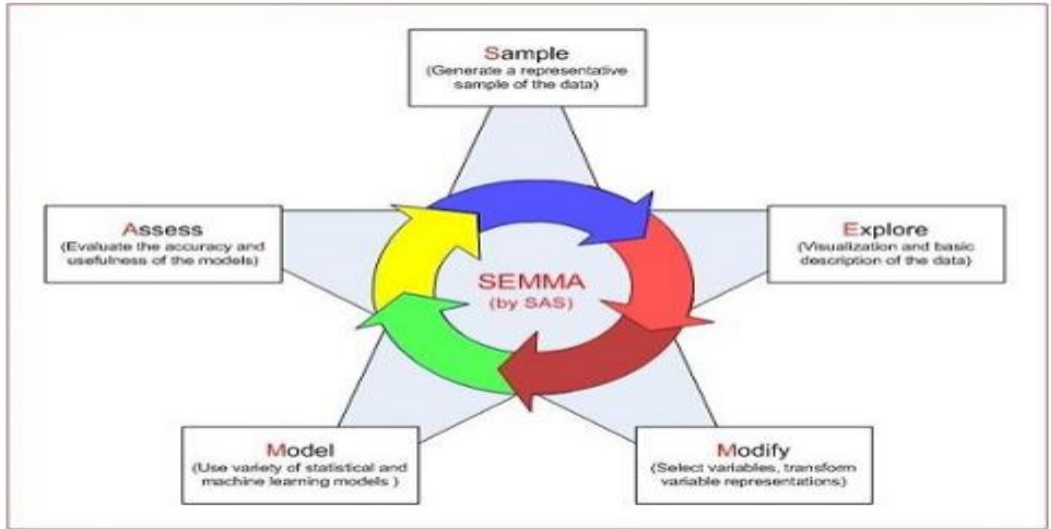 Sample
(Generate a representative
sample of the data)
Assess
(Evaluate the accuracy and
usefulness of the models)
Explore
(Visualization and basic
description of the data)
SEMMA
(by SAS)
Model
(Use variety of statistical and
machine learning models )
Modify
(Select variables, transform
variable representations)